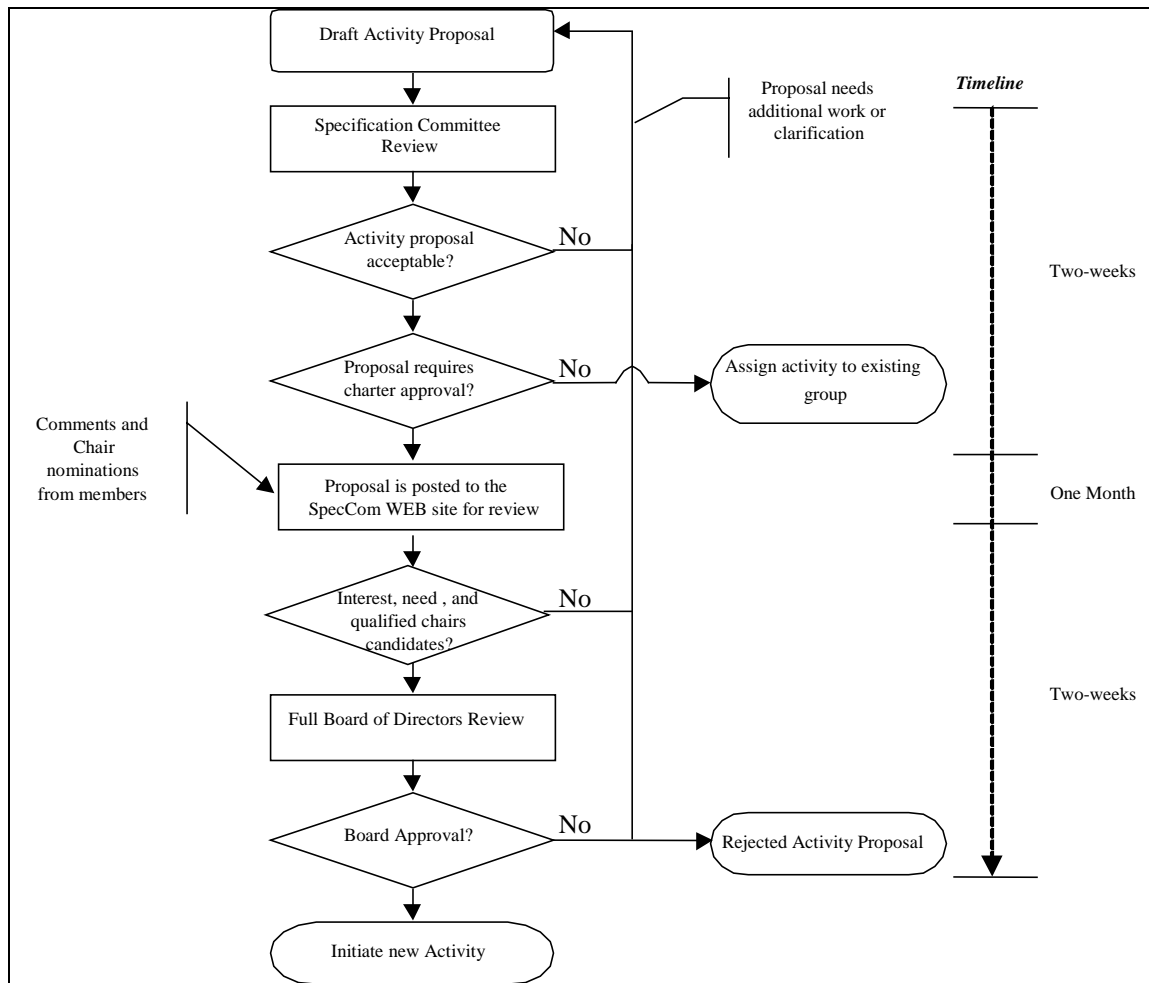 Draft Activity Proposal
Proposal needs
additional work or
clarification
Timeline
Specification Committee
Review
Activity proposal
acceptable?
No
Two-weeks
Proposal requires
charter approval?
No
Assign activity to existing
group
Comments and
Chair
nominations
from members
Proposal is posted to the
SpecCom WEB site for review
One Month
Interest, need , and
qualified chairs
candidates?
No
Full Board of Directors Review
Two-weeks
Board Approval?
No
Rejected Activity Proposal
Initiate new Activity